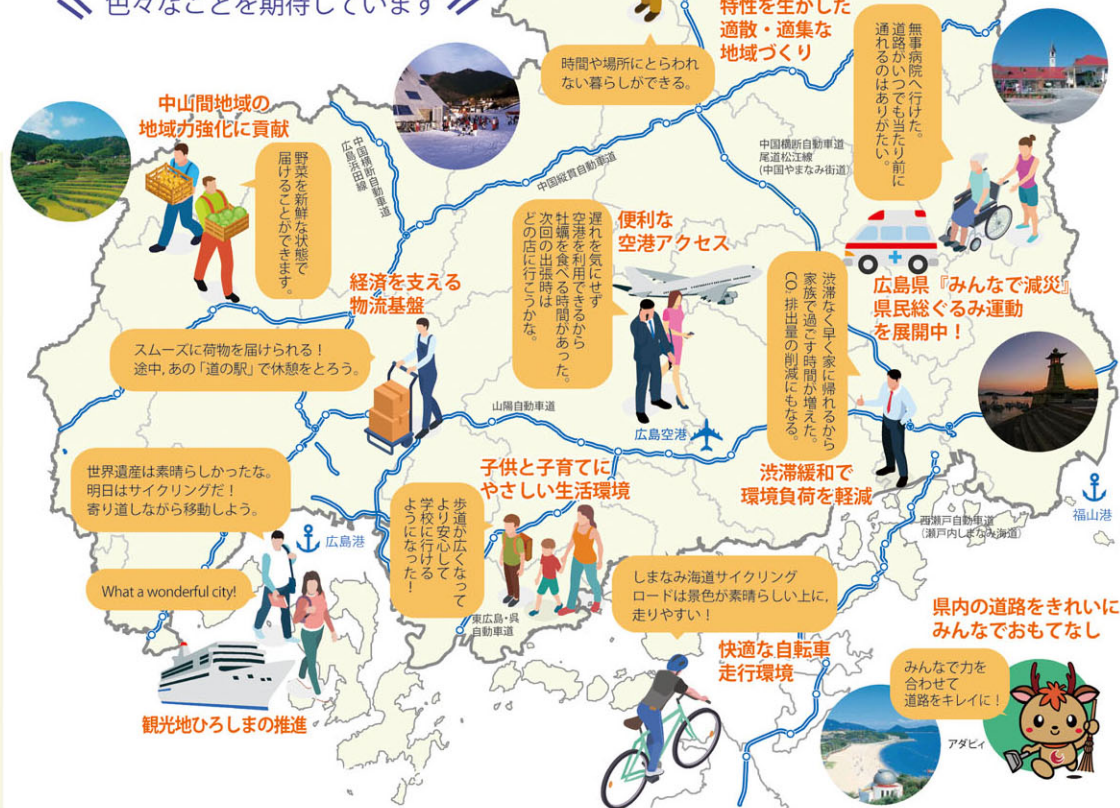 色々なことを期待しています
特性を生かした
適散・適集な
地域づくり
時間や場所にとらわれ
ない暮らしができる。
無事病院へ行けた。
道路がいつでも当たり前に
通れるのはありがたい。
中山間地域の
地域力強化に貢献
野菜を新鮮な状態で
届けることができます。
中国横断自動車道
広島浜田線
中国縦貫自動車道
中国横断自動車道
尾道松江線
(中国やまなみ街道)
便利な
空港アクセス
遅れを気にせず
空港を利用できるから
牡蠣を食べる時間があった。
次回の出張時は
どの店に行こうかな。
広島県『みんなで減災』
県民総ぐるみ運動
を展開中！
経済を支える
物流基盤
スムーズに荷物を届けられる！
途中，あの「道の駅」で休憩をとろう。
渋滞なく早く家に帰れるから
家族で過ごす時間が増えた。
CO₂排出量の削減にもなる。
山陽自動車道
広島空港
渋滞緩和で
環境負荷を軽減
世界遺産は素晴らしかったな。
明日はサイクリングだ！
寄り道しながら移動しよう。
子供と子育てに
やさしい生活環境
歩道が広くなって
より安心して
学校に行ける
ようになった！
福山港
西瀬戸自動車道
(瀬戸内しまなみ海道)
広島港
What a wonderful city!
東広島・呉
自動車道
しまなみ海道サイクリング
ロードは景色が素晴らしい上に，
走りやすい！
快適な自転車
走行環境
県内の道路をきれいに
みんなでおもてなし
みんなで力を
合わせて
道路をキレイに！
アダピィ
観光地ひろしまの推進